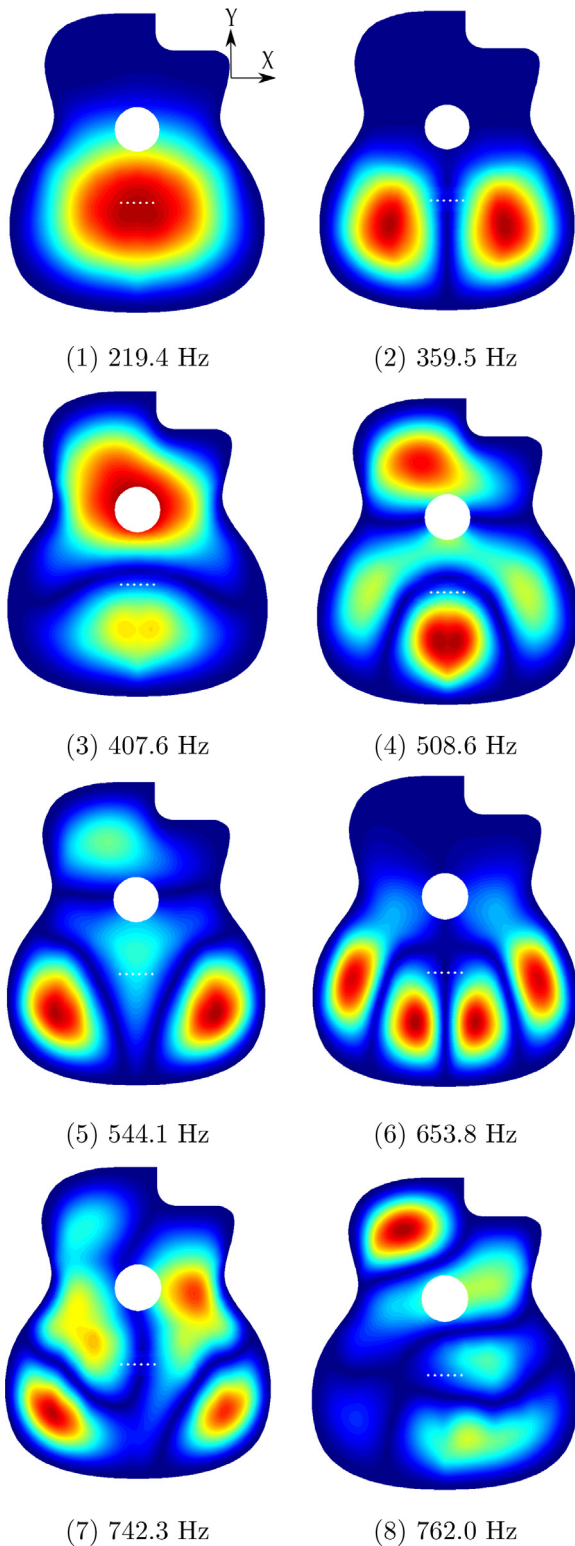 Y
X
(1) 219.4 Hz
(2) 359.5 Hz
(3) 407.6 Hz
(4) 508.6 Hz
(5) 544.1 Hz
(6) 653.8 Hz
(7) 742.3 Hz
(8) 762.0 Hz